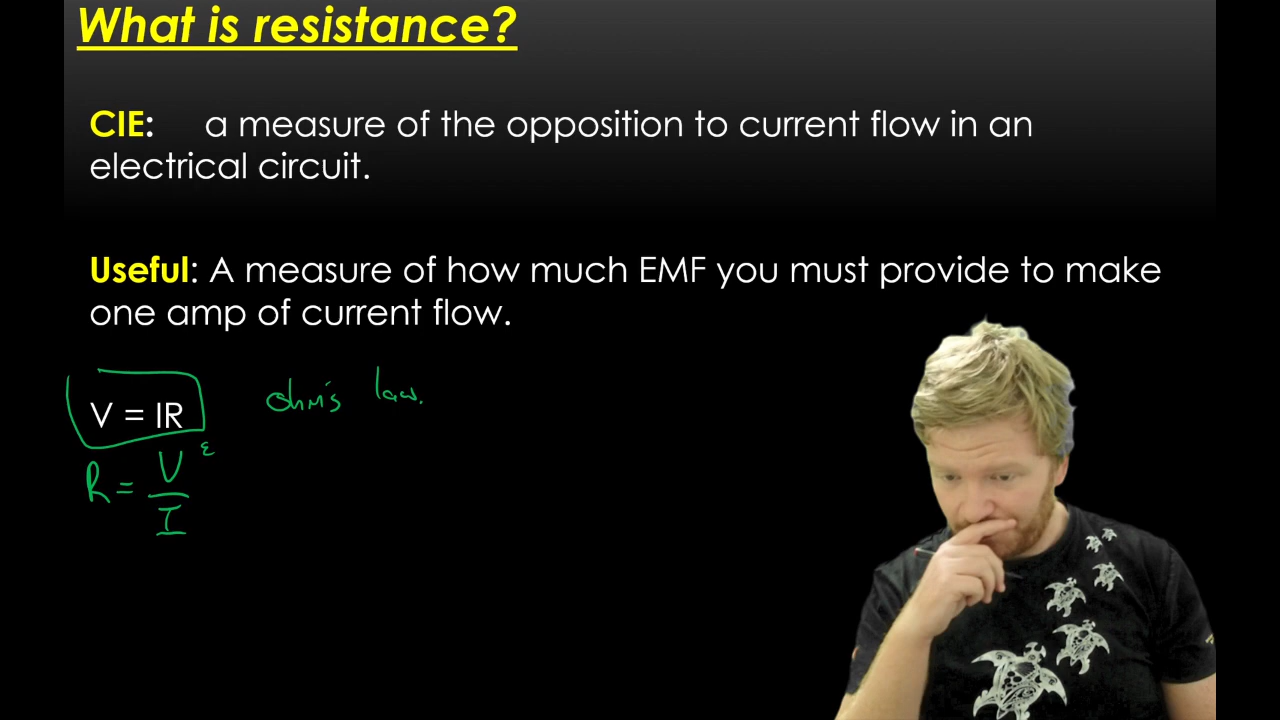 What is resistance?
CIE: a measure of the opposition to current flow in an
electrical circuit.
Useful: A measure of how much EMF you must provide to make
one amp of current flow.
V = IR
ohm's law.
R = V/I
ε